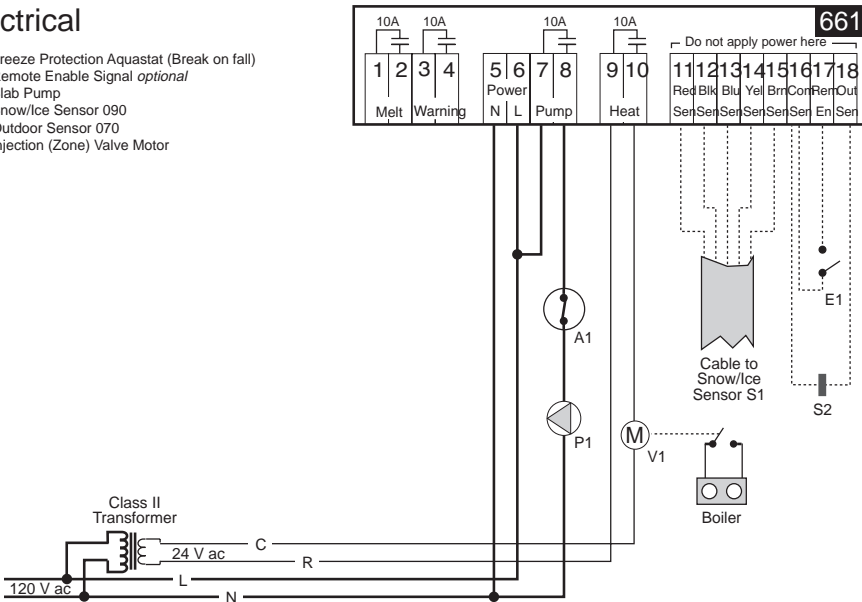 ctrical
reeze Protection Aquastat (Break on fall)
emote Enable Signal optional
lab Pump
now/Ice Sensor 090
utdoor Sensor 070
njection (Zone) Valve Motor
661
10A 10A 10A 10A
Do not apply power here
1 2 3 4 5 6 7 8 9 10 11 12 13 14 15 16 17 18
Power Red Blk Blu Yel Brn Com Rem Out
Melt Warning N L Pump Heat Sen Sen Sen Sen Sen Sen En Sen
E1
A1
Cable to
Snow/Ice
Sensor S1
S2
P1
M
V1
Boiler
Class II
Transformer
C
24 V ac
R
L
120 V ac
N